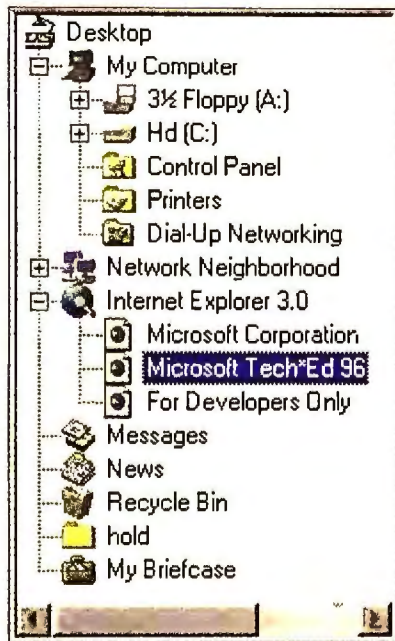 Desktop
My Computer
3½ Floppy (A:)
Hd (C:)
Control Panel
Printers
Dial-Up Networking
Network Neighborhood
Internet Explorer 3.0
Microsoft Corporation
Microsoft Tech*Ed 96
For Developers Only
Messages
News
Recycle Bin
hold
My Briefcase